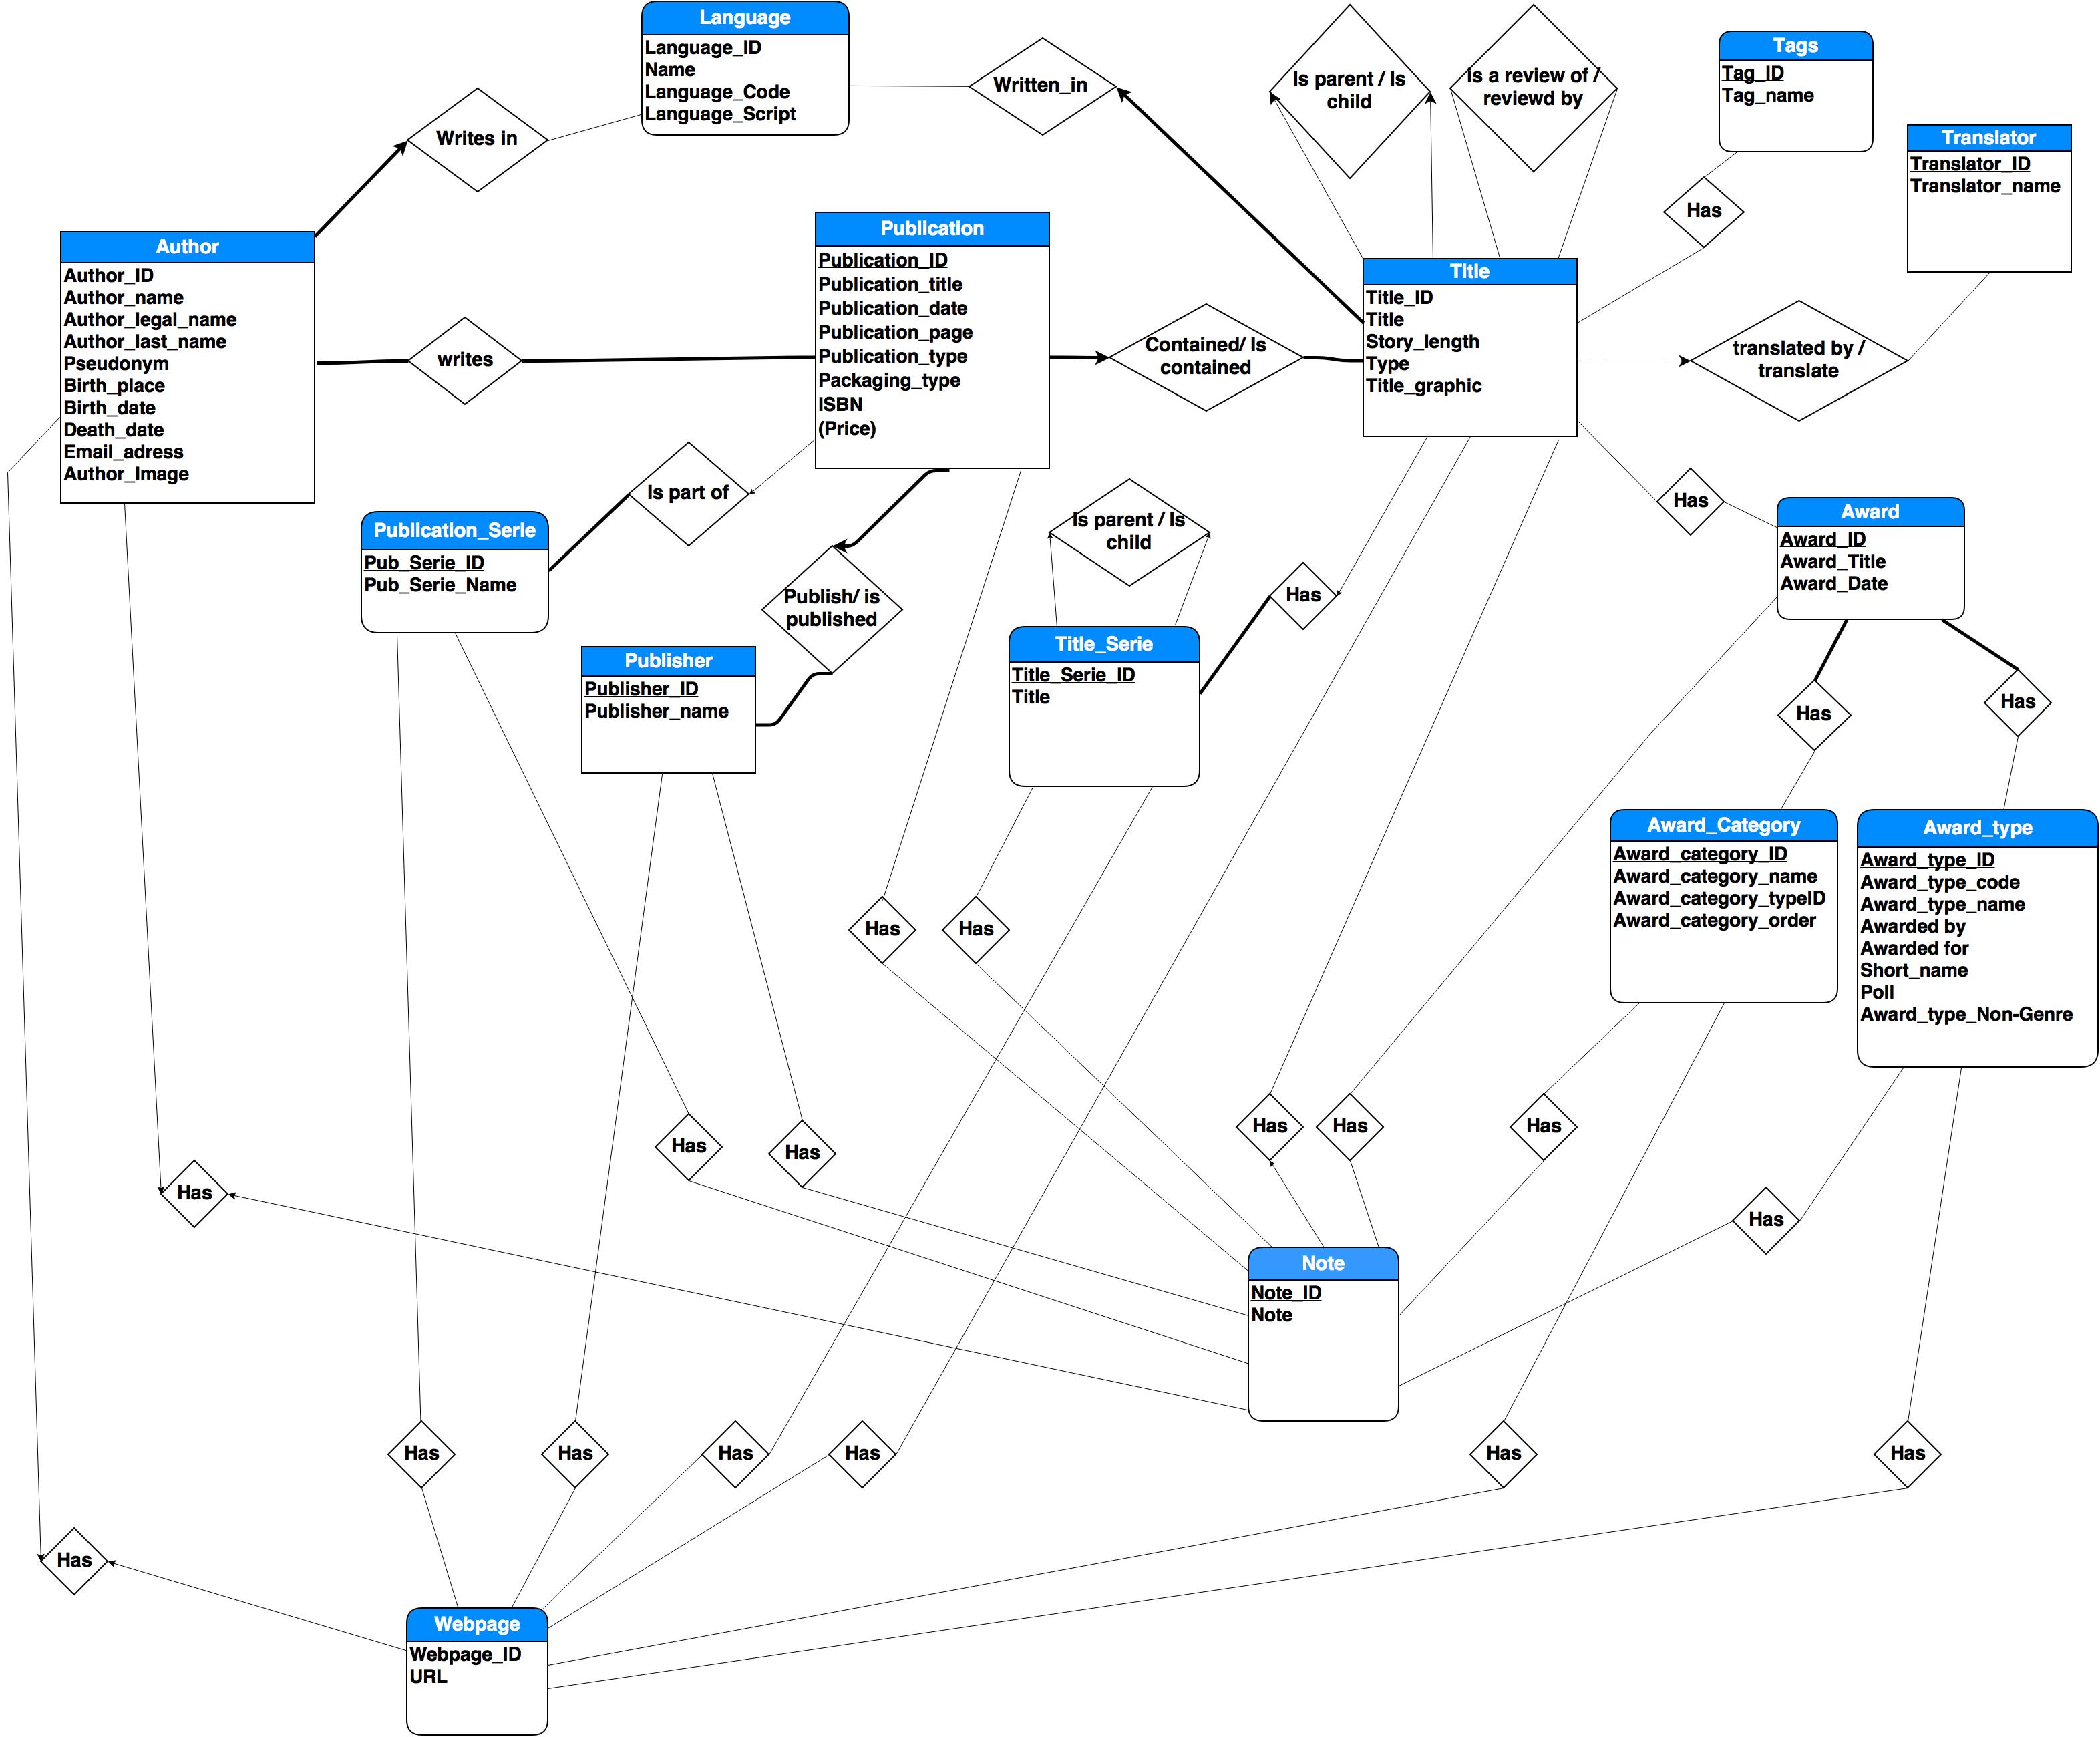 Language
Language_ID
Name
Language_Code
Language_Script
Written_in
Is parent / Is
child
is a review of /
reviewd by
Tags
Tag_ID
Tag_name
Translator
Translator_ID
Translator_name
Writes in
Has
Author
Author_ID
Author_name
Author_legal_name
Author_last_name
Pseudonym
Birth_place
Birth_date
Death_date
Email_adress
Author_Image
writes
Publication
Publication_ID
Publication_title
Publication_date
Publication_page
Publication_type
Packaging_type
ISBN
(Price)
Contained/ Is
contained
Title
Title_ID
Title
Story_length
Type
Title_graphic
translated by /
translate
Is part of
Publication_Serie
Pub_Serie_ID
Pub_Serie_Name
Publish/ is
published
Is parent / Is
child
Has
Has
Award
Award_ID
Award_Title
Award_Date
Publisher
Publisher_ID
Publisher_name
Title_Serie
Title_Serie_ID
Title
Has
Has
Award_Category
Award_category_ID
Award_category_name
Award_category_typeID
Award_category_order
Award_type
Award_type_ID
Award_type_code
Award_type_name
Awarded by
Awarded for
Short_name
Poll
Award_type_Non-Genre
Has
Has
Has
Has
Has
Has
Has
Has
Has
Note
Note_ID
Note
Has
Has
Has
Has
Has
Has
Has
Webpage
Webpage_ID
URL